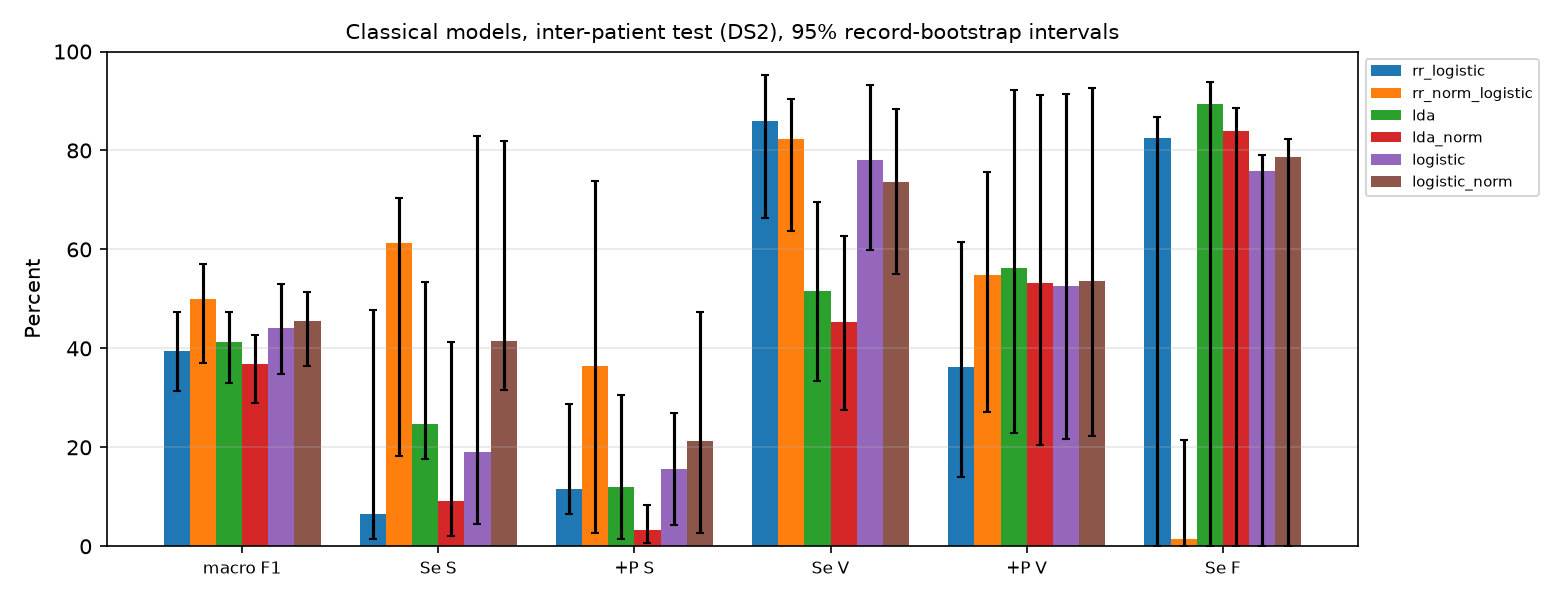 Classical models, inter-patient test (DS2), 95% record-bootstrap intervals
100
80
60
40
20
0
Percent
macro F1
Se S
+P S
Se V
+P V
Se F
rr_logistic
rr_norm_logistic
lda
lda_norm
logistic
logistic_norm